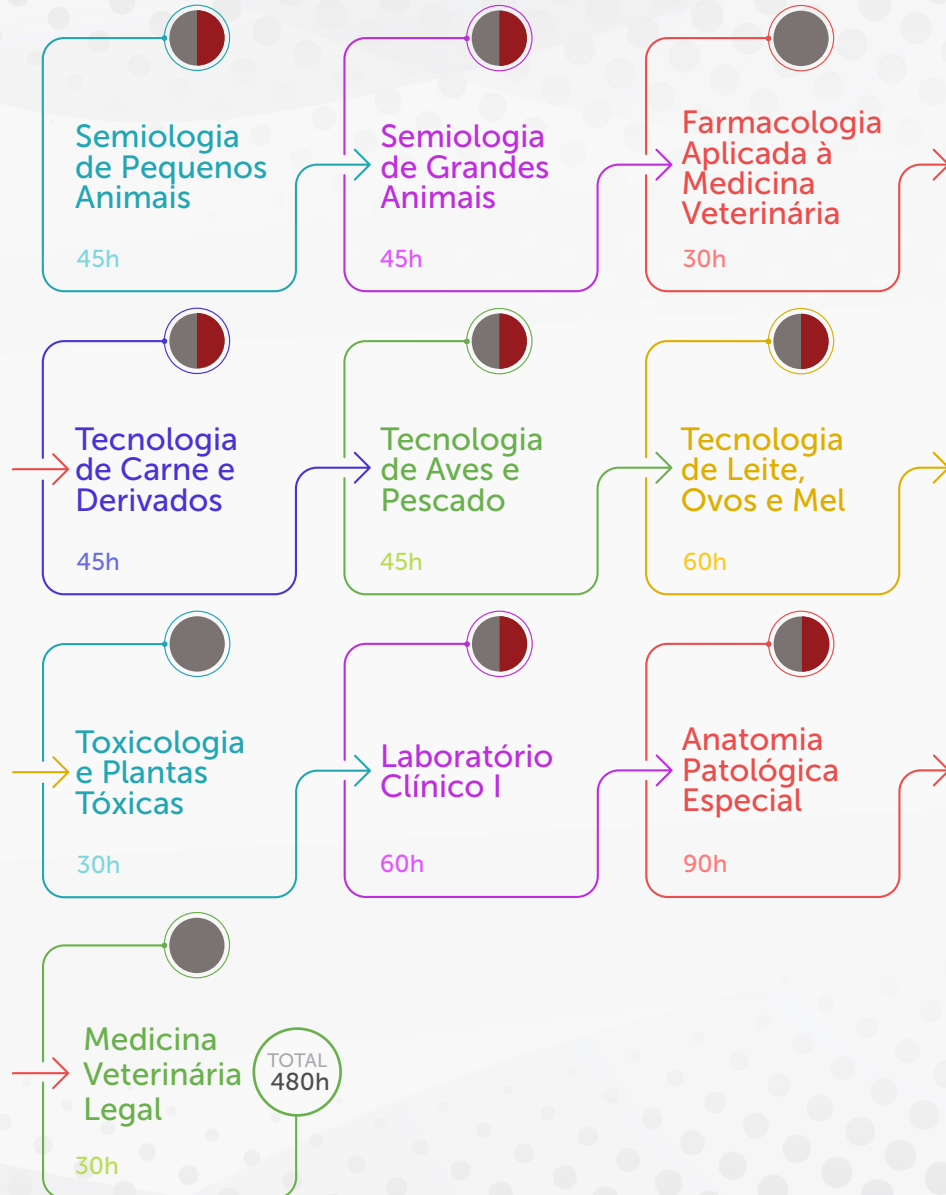 Semiologia
de Pequenos
Animais
45h
Semiologia
de Grandes
Animais
45h
Farmacologia
Aplicada à
Medicina
Veterinária
30h
Tecnologia
de Carne e
Derivados
45h
Tecnologia
de Aves e
Pescado
45h
Tecnologia
de Leite,
Ovos e Mel
60h
Toxicologia
e Plantas
Tóxicas
30h
Laboratório
Clínico I
60h
Anatomia
Patológica
Especial
90h
Medicina
Veterinária
Legal
30h
TOTAL
480h